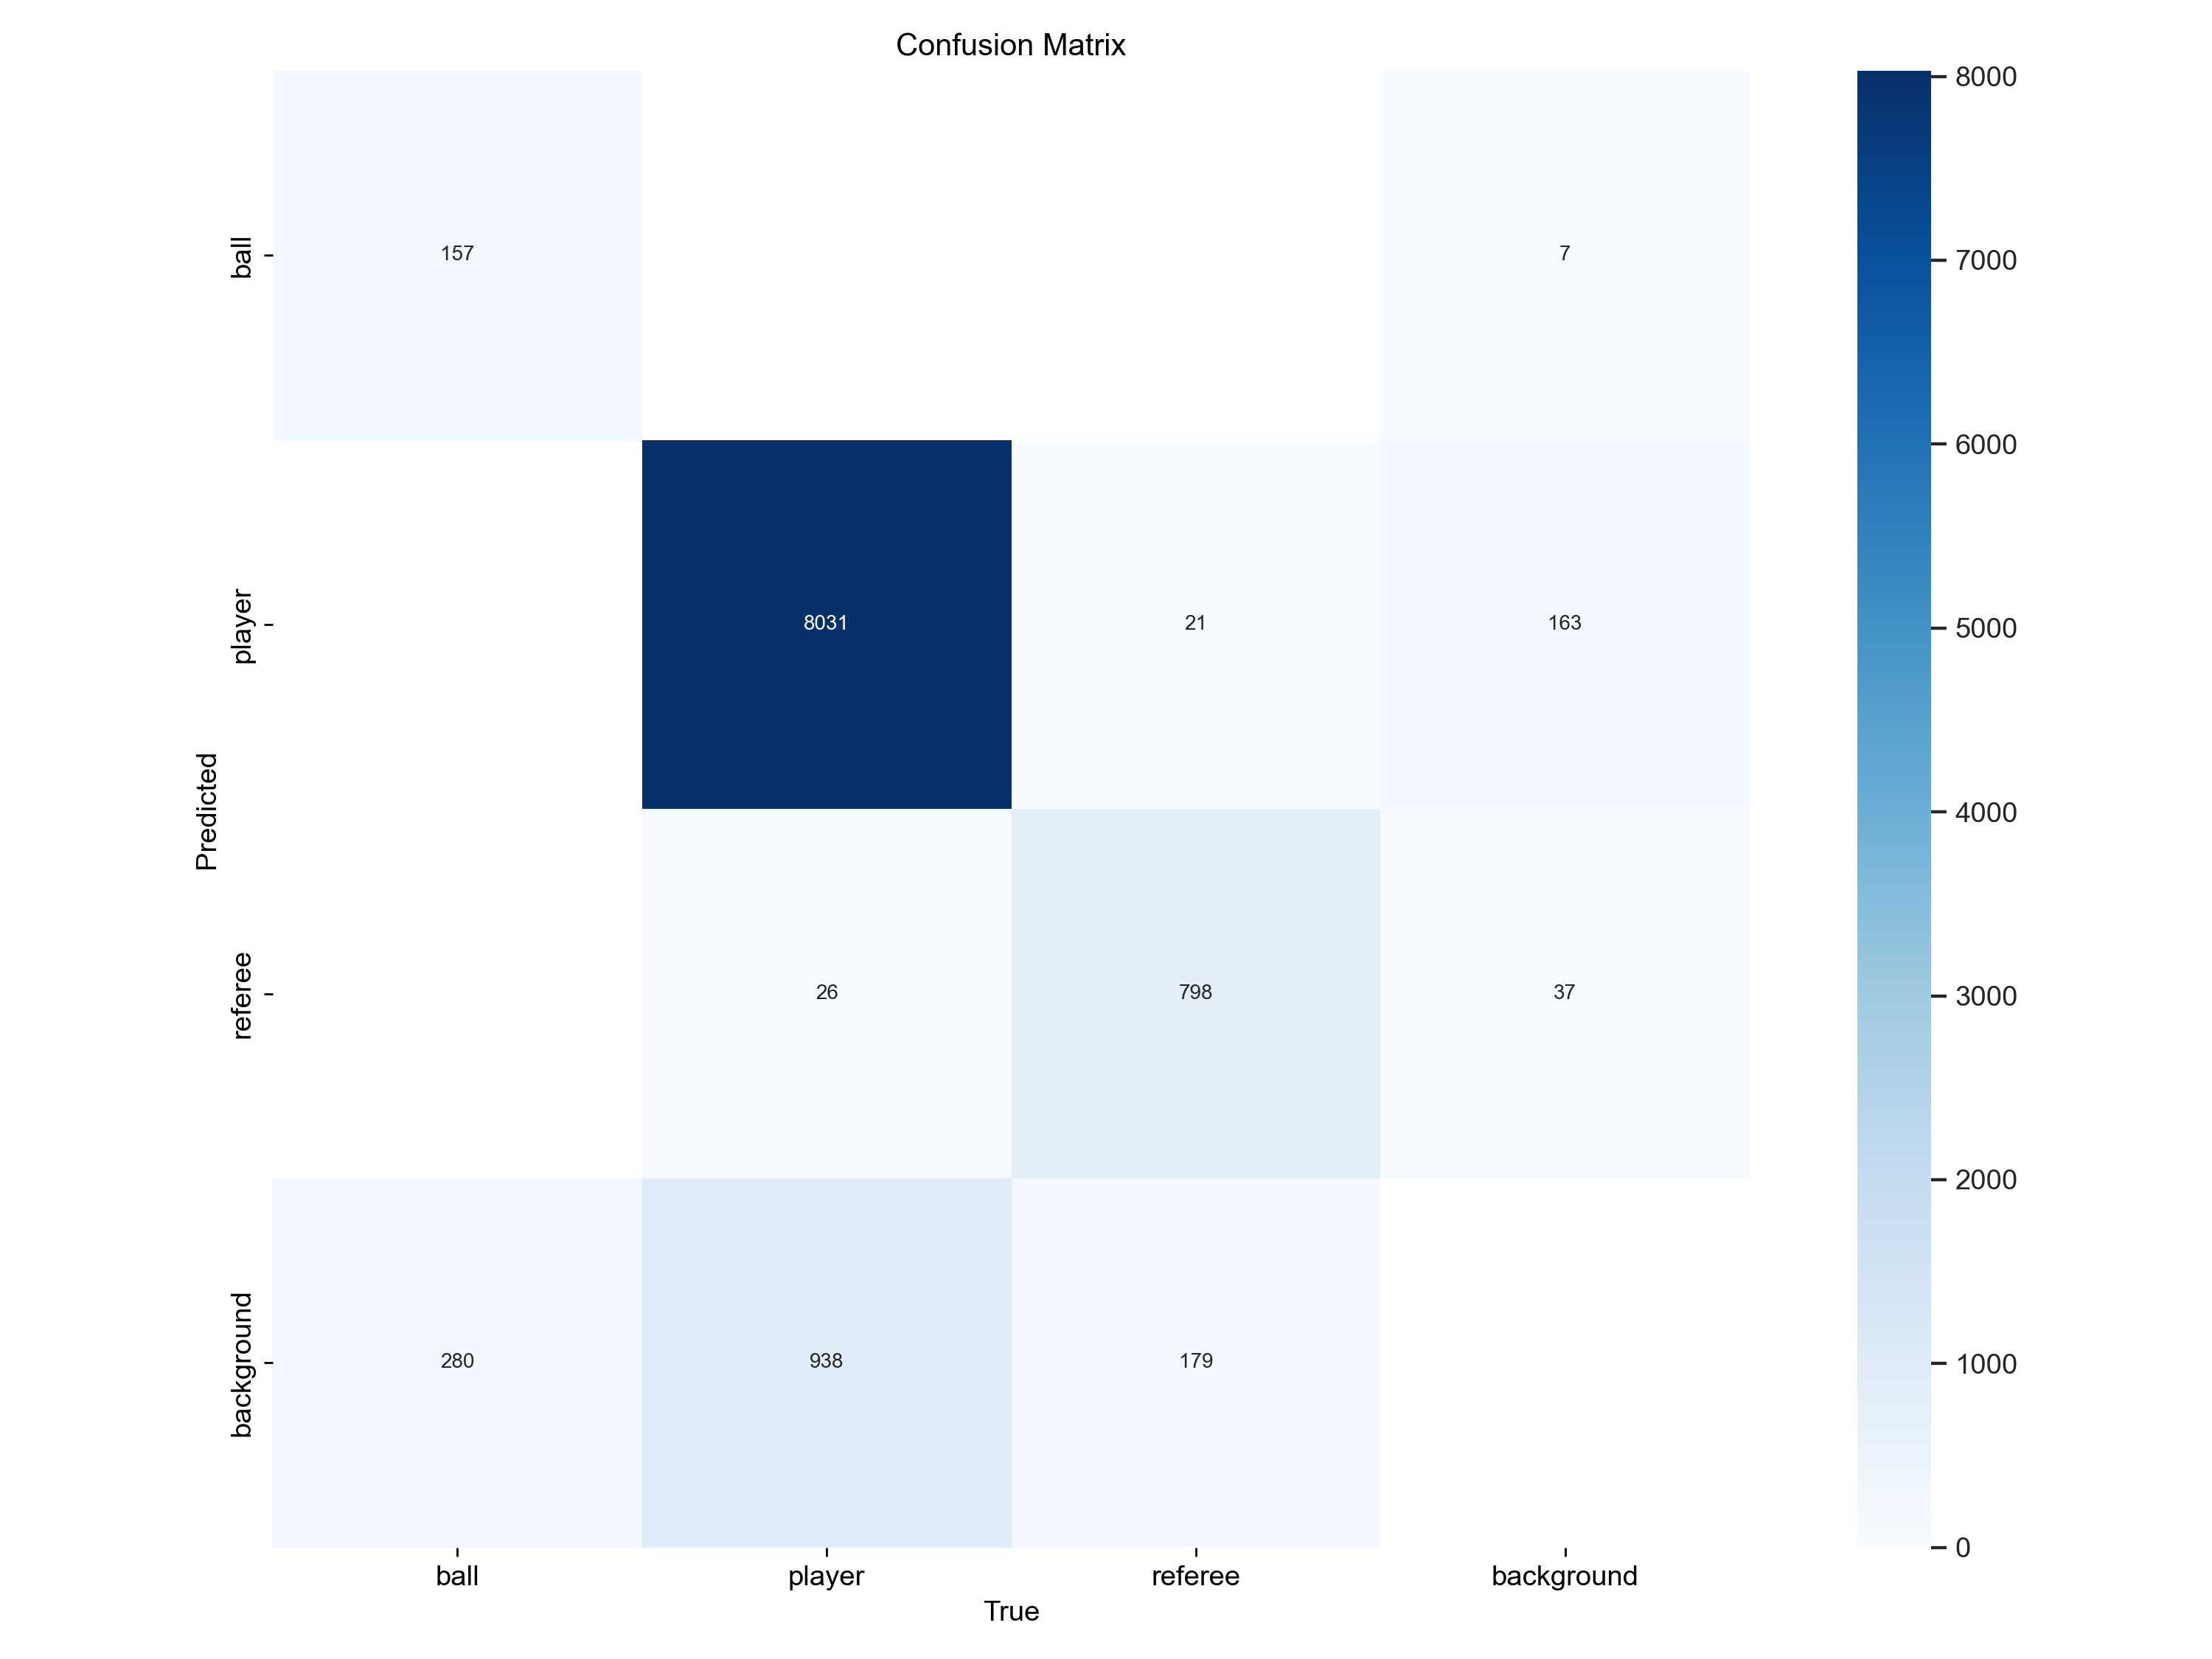 Confusion Matrix
8000
7000
6000
5000
4000
3000
2000
1000
0
Predicted
ball
player
referee
background
157 7
8031 21 163
26 798 37
280 938 179
ball player referee background
True